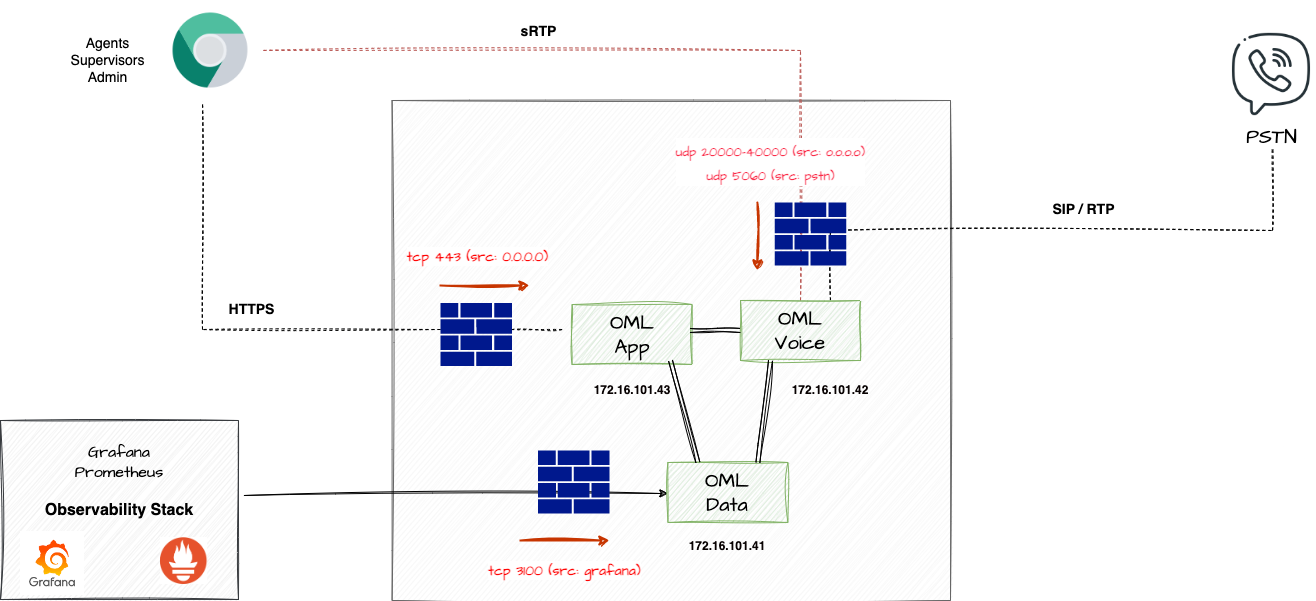 sRTP
Agents
Supervisors
Admin
PSTN
udp 20000-40000 (src: 0.0.0.0)
udp 5060 (src: pstn)
SIP / RTP
tcp 443 (src: 0.0.0.0)
HTTPS
OML
App
OML
Voice
172.16.101.43
172.16.101.42
Grafana
Prometheus
Observability Stack
Grafana
OML
Data
172.16.101.41
tcp 3100 (src: grafana)